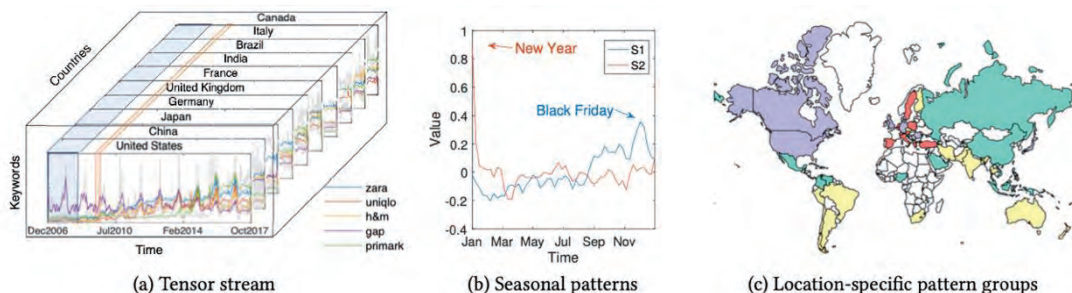 Countries
Canada
Italy
Brazil
India
France
United Kingdom
Germany
Japan
China
United States
Keywords
Dec2006 Jul2010 Feb2014 Oct2017
Time
zara
uniqlo
h&m
gap
primark
(a) Tensor stream
1
0.8
0.6
0.4
0.2
0
-0.2
-0.4
Value
New Year
S1
S2
Black Friday
Jan Mar May Jul Sep Nov
Time
(b) Seasonal patterns
(c) Location-specific pattern groups